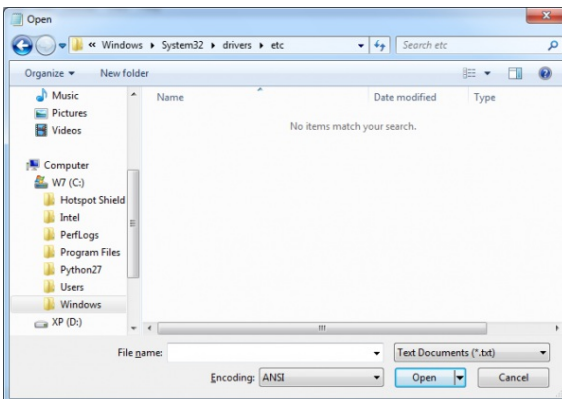 Open
« Windows ▸ System32 ▸ drivers ▸ etc
Search etc
Organize ▾ New folder
Music
Pictures
Videos
Computer
W7 (C:)
Hotspot Shield
Intel
PerfLogs
Program Files
Python27
Users
Windows
XP (D:)
Name Date modified Type
No items match your search.
File name: Text Documents (*.txt)
Encoding: ANSI Open Cancel